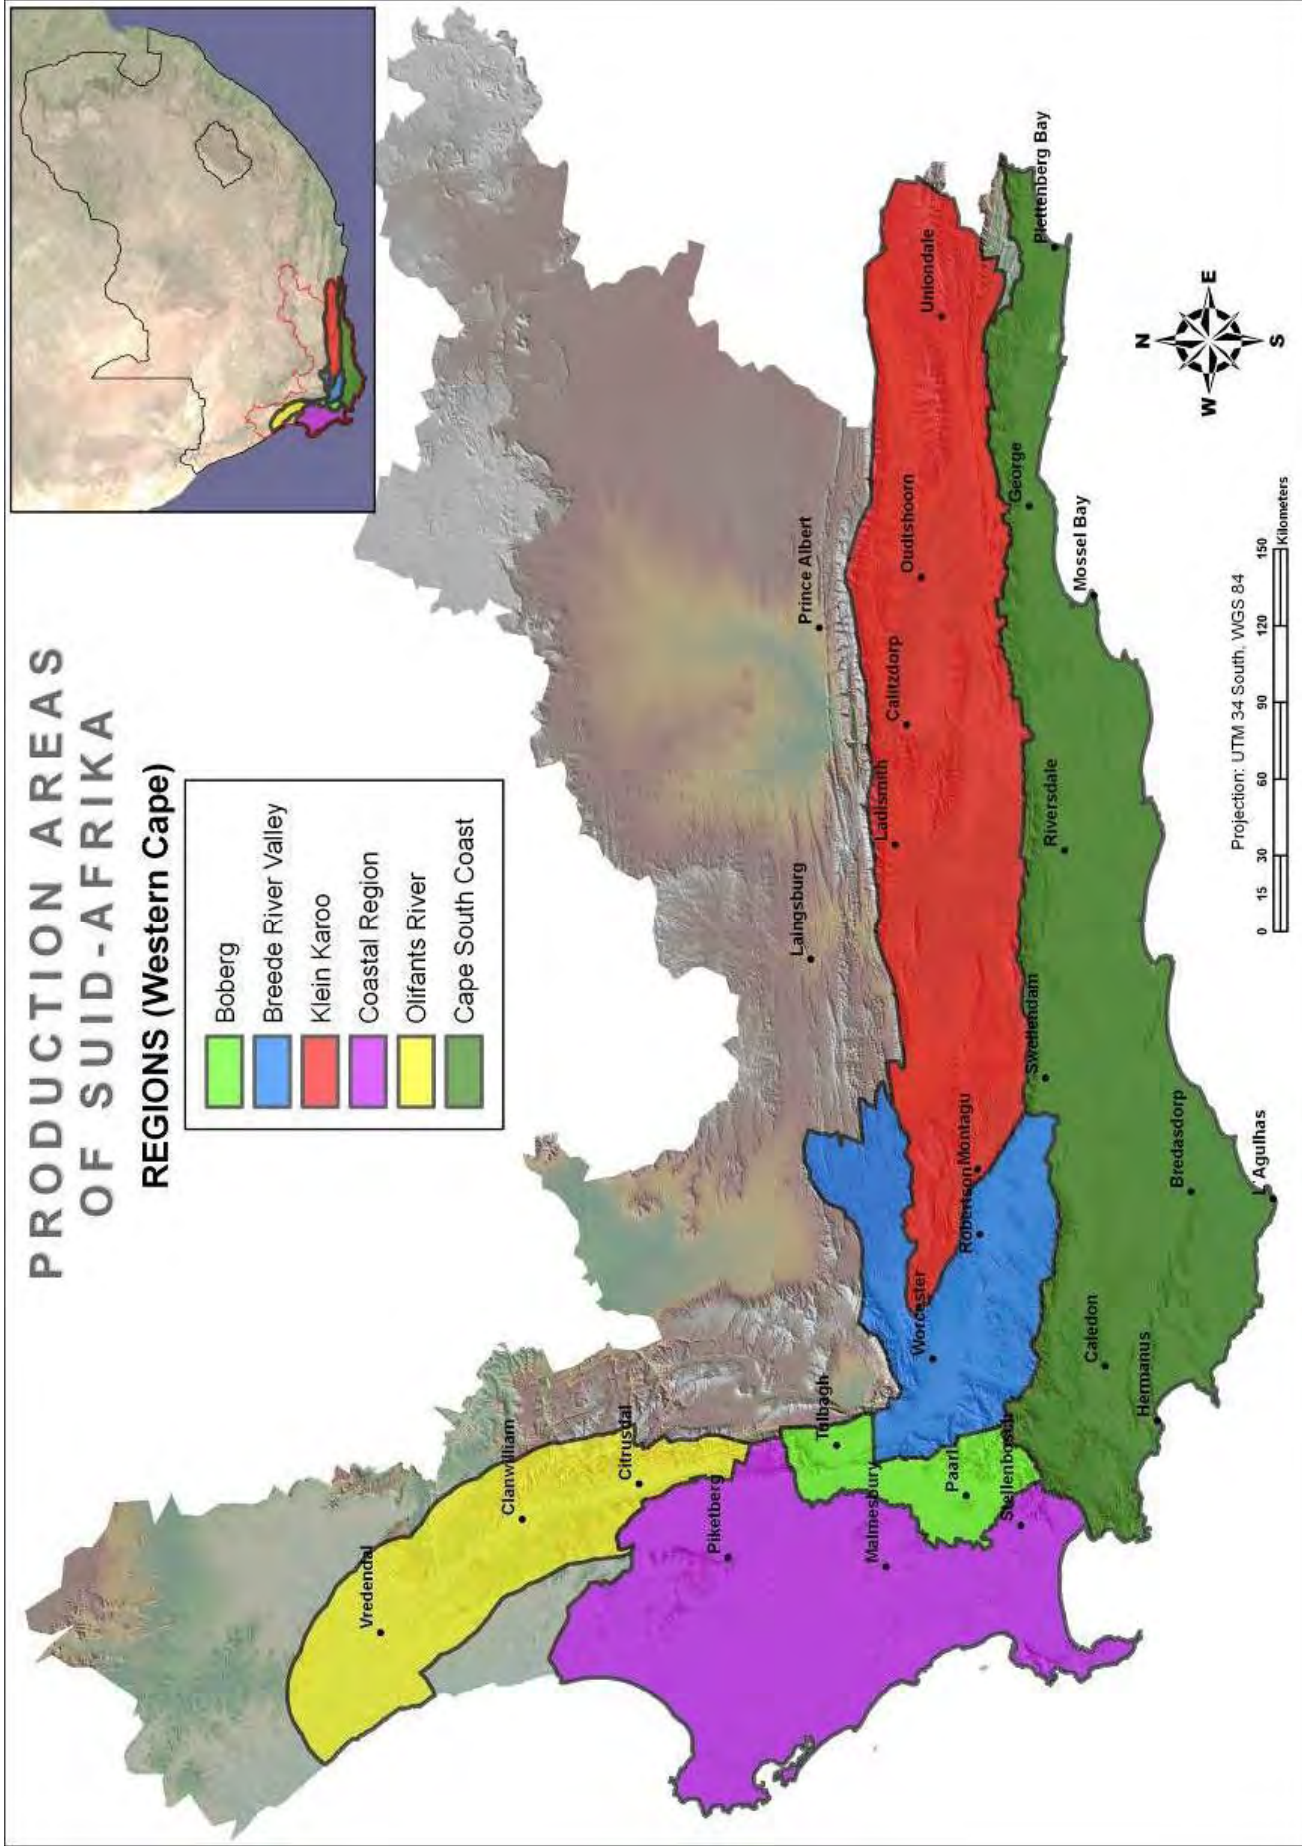 PRODUCTION AREAS
OF SUID-AFRIKA
REGIONS (Western Cape)
Boberg
Breede River Valley
Klein Karoo
Coastal Region
Olifants River
Cape South Coast
Vredendal
Clanwilliam
Citrusdal
Piketberg
Tulbagh
Malmesbury
Paarl
Stellenbosch
Worcester
Robertson
Montagu
Laingsburg
Prince Albert
Ladismith
Calitzdorp
Oudtshoorn
Uniondale
Swellendam
Riversdale
George
Mossel Bay
Plettenberg Bay
Caledon
Hermanus
Bredasdorp
L'Agulhas
N
W
E
S
Projection: UTM 34 South, WGS 84
0 15 30 60 90 120 150
Kilometers